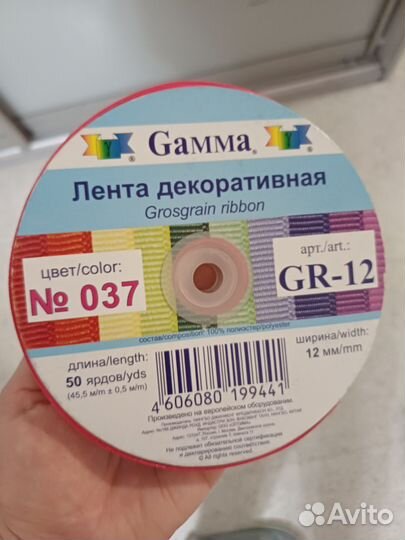 Gamma®
Лента декоративная
Grosgrain ribbon
цвет/color:
№ 037
арт./art.:
GR-12
состав/composition: 100% полиэстер/polyester
длина/length:
50 ярдов/yds
(45,5 м/m ± 0,5 м/m)
ширина/width:
12 мм/mm
4 606080 199441
Произведено на европейском оборудовании.
Не подлежит обязательной сертификации
и декларированию соответствия.
© All rights reserved.
Avito